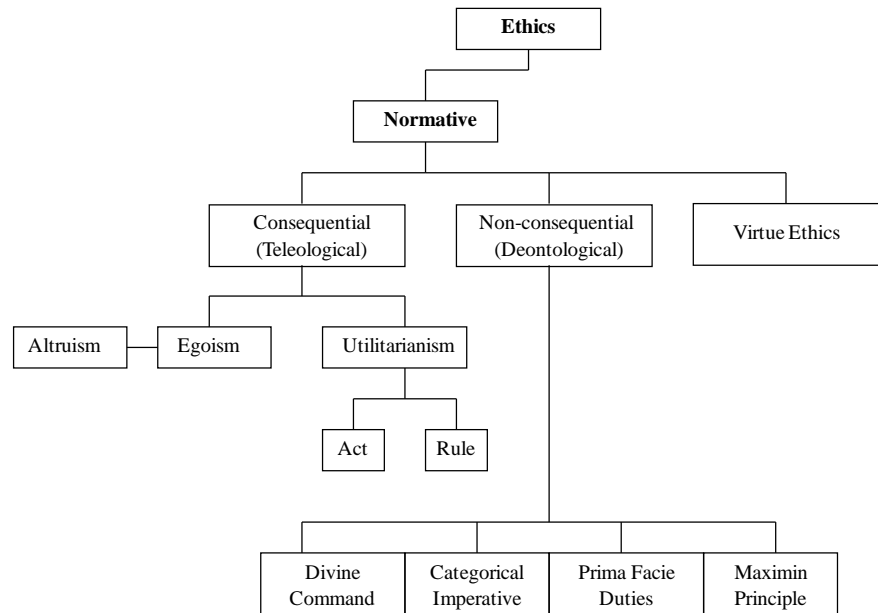 Ethics
Normative
Consequential
(Teleological)
Non-consequential
(Deontological)
Virtue Ethics
Altruism
Egoism
Utilitarianism
Act
Rule
Divine
Command
Categorical
Imperative
Prima Facie
Duties
Maximin
Principle